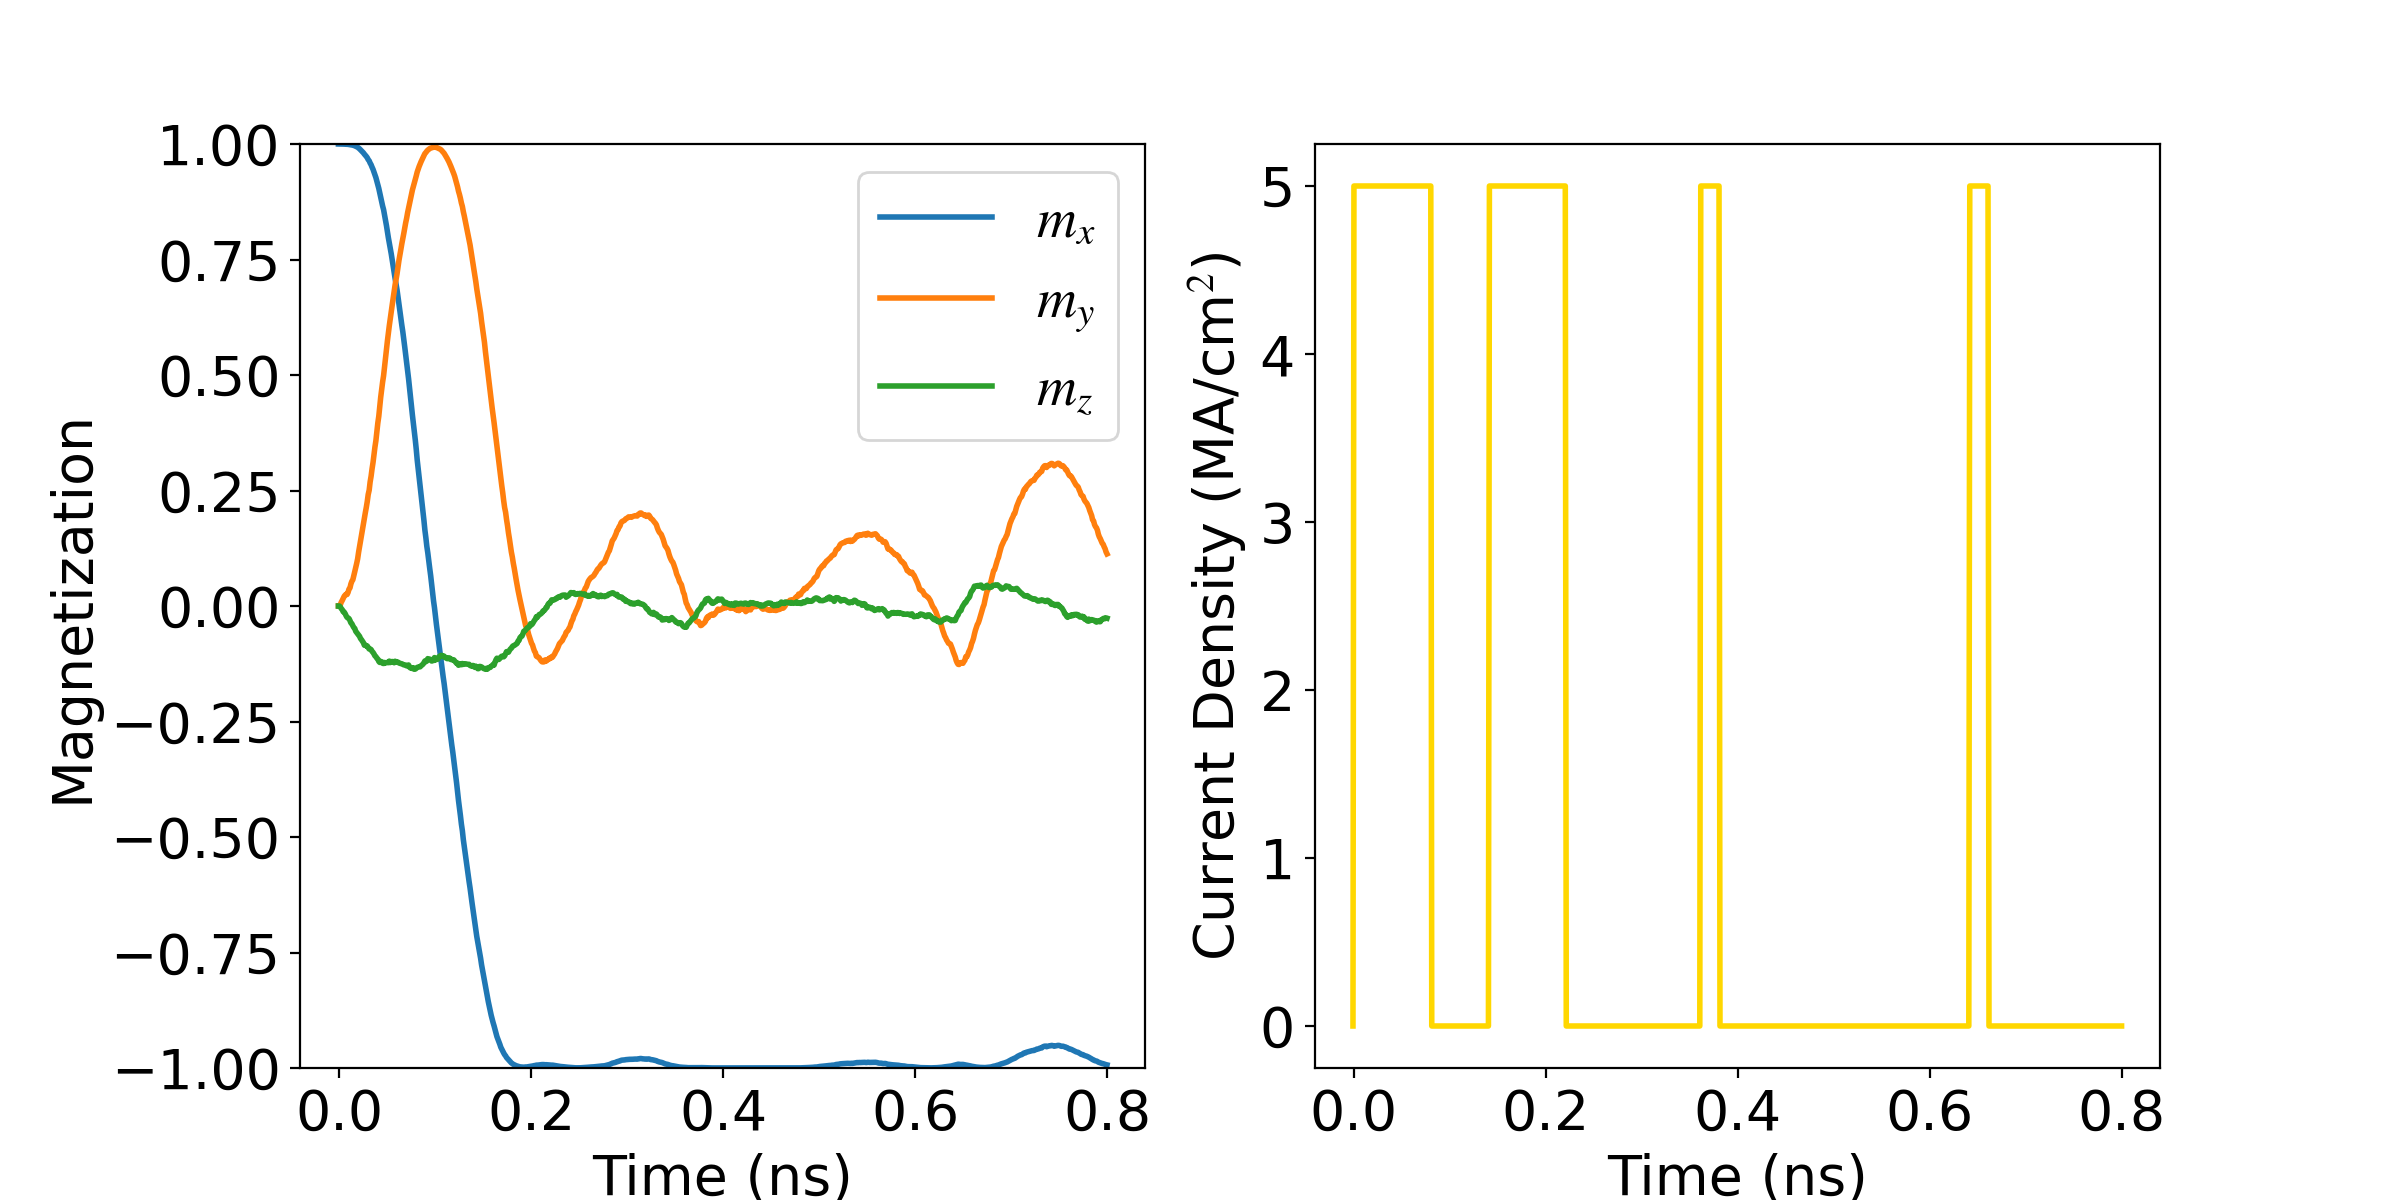 1.00
0.75
0.50
0.25
0.00
−0.25
−0.50
−0.75
−1.00
Magnetization
0.0 0.2 0.4 0.6 0.8
Time (ns)
m_x
m_y
m_z
5
4
3
2
1
0
Current Density (MA/cm²)
0.0 0.2 0.4 0.6 0.8
Time (ns)